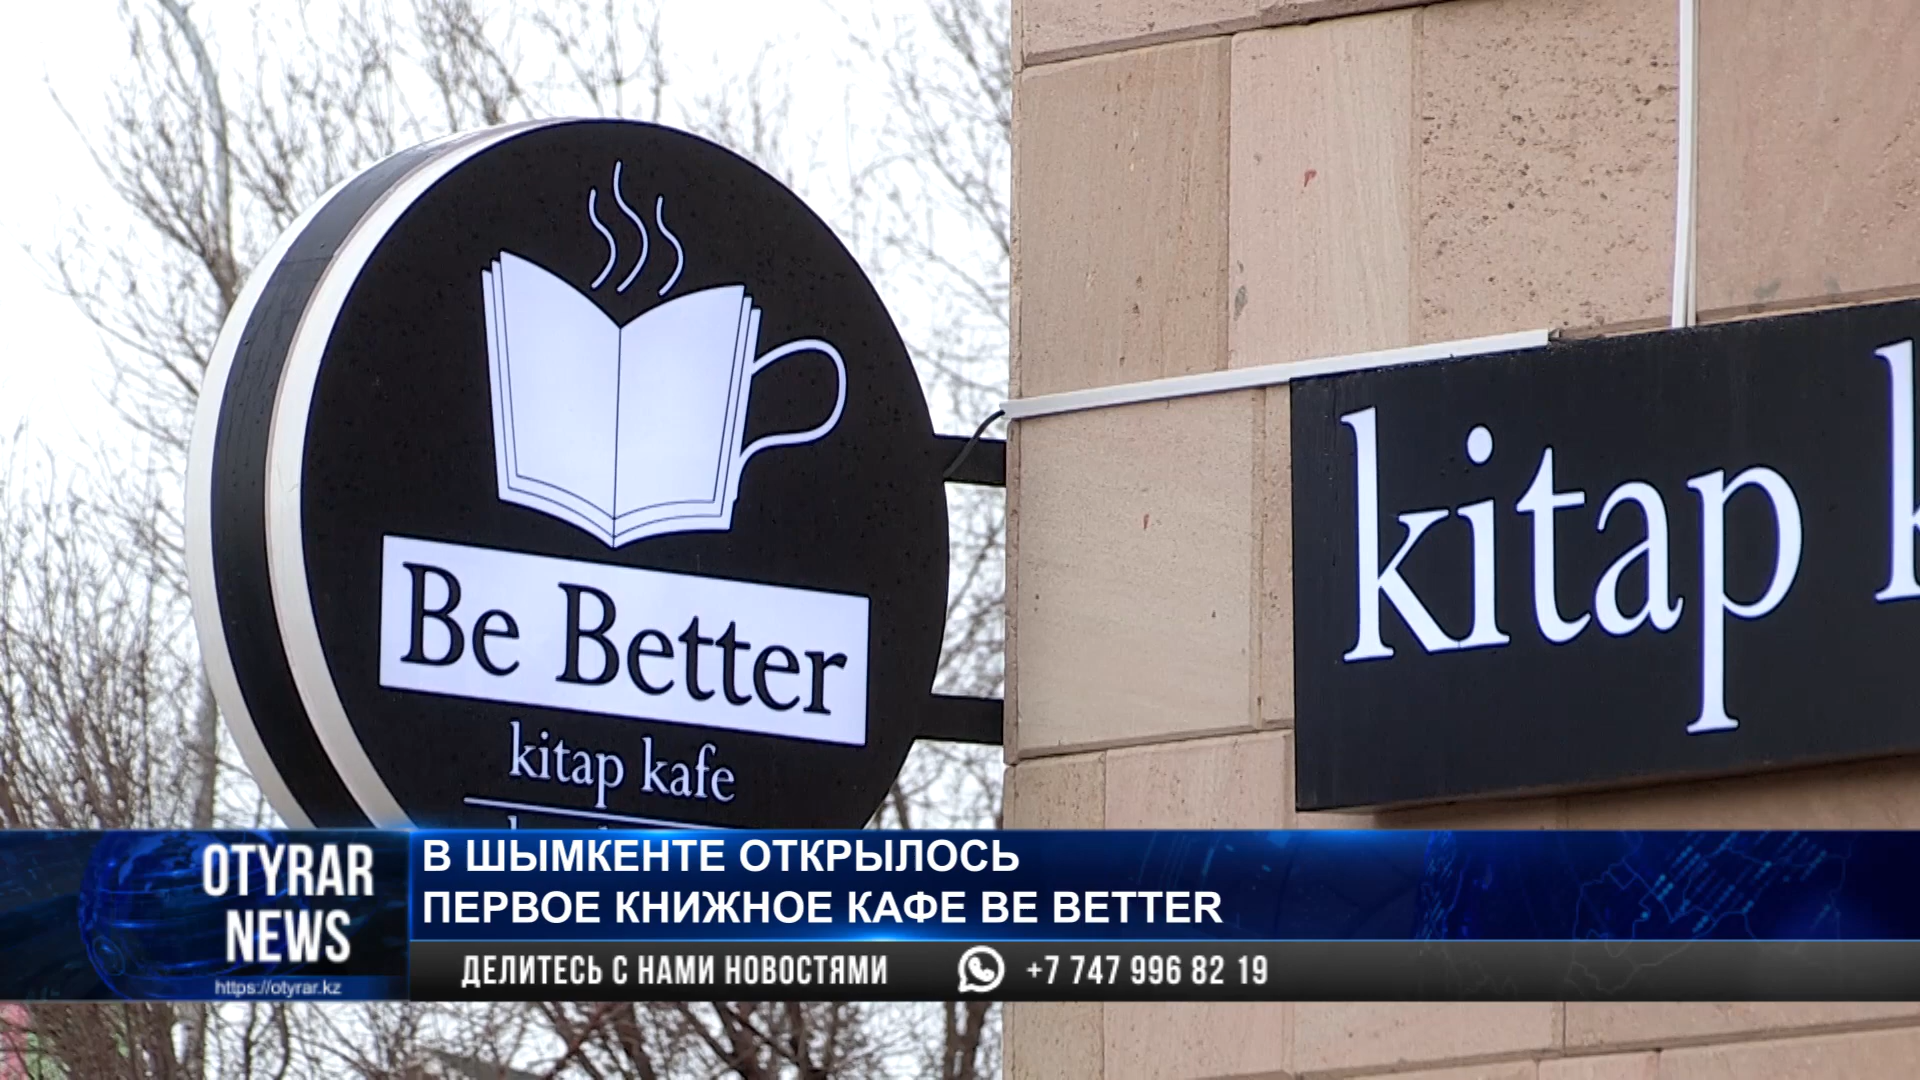 Be Better
kitap kafe
kitap
OTYRAR
NEWS
https://otyrar.kz
В ШЫМКЕНТЕ ОТКРЫЛОСЬ
ПЕРВОЕ КНИЖНОЕ КАФЕ BE BETTER
ДЕЛИТЕСЬ С НАМИ НОВОСТЯМИ
+7 747 996 82 19